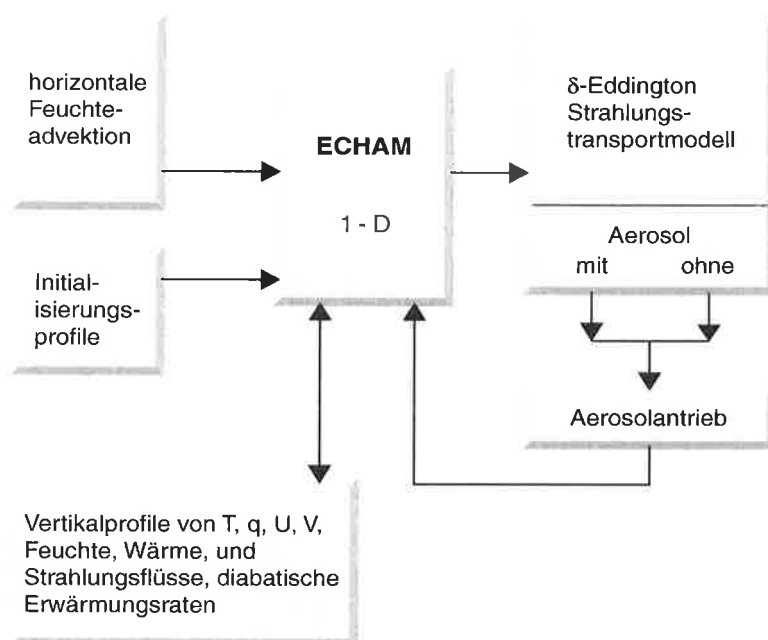 horizontale
Feuchte-
advektion
Initial-
isierungs-
profile
ECHAM
1 - D
δ-Eddington
Strahlungs-
transportmodell
Aerosol
mit ohne
Aerosolantrieb
Vertikalprofile von T, q, U, V,
Feuchte, Wärme, und
Strahlungsflüsse, diabatische
Erwärmungsraten